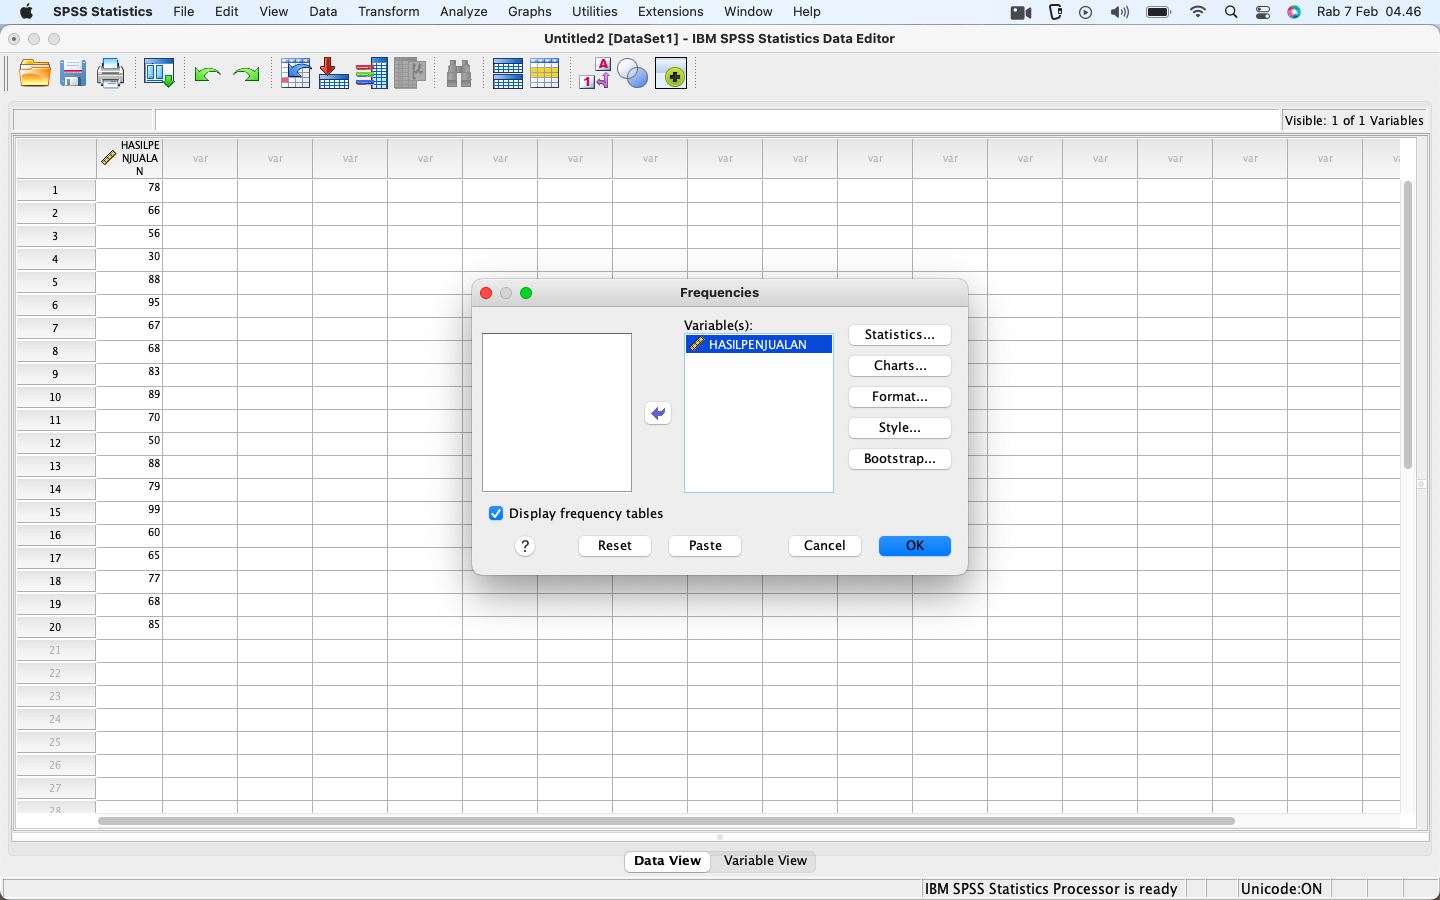 SPSS Statistics File Edit View Data Transform Analyze Graphs Utilities Extensions Window Help Rab 7 Feb 04.46
Untitled2 [DataSet1] - IBM SPSS Statistics Data Editor
Visible: 1 of 1 Variables
HASILPE
NJUALA
N
var var var var var var var var var var var var var var var var
1 78
2 66
3 56
4 30
5 88
6 95
7 67
8 68
9 83
10 89
11 70
12 50
13 88
14 79
15 99
16 60
17 65
18 77
19 68
20 85
21
22
23
24
25
26
27
28
Frequencies
Variable(s):
HASILPENJUALAN
Statistics...
Charts...
Format...
Style...
Bootstrap...
Display frequency tables
? Reset Paste Cancel OK
Data View Variable View
IBM SPSS Statistics Processor is ready Unicode:ON